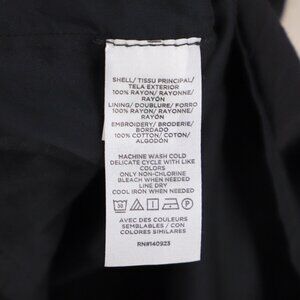 SHELL/ TISSU PRINCIPAL/
TELA EXTERIOR
100% RAYON/ RAYONNE/
RAYÓN
LINING/ DOUBLURE/ FORRO
100% RAYON/ RAYONNE/
RAYÓN
EMBROIDERY/ BRODERIE/
BORDADO
100% COTTON/ COTON/
ALGODÓN
MACHINE WASH COLD
DELICATE CYCLE WITH LIKE
COLORS
ONLY NON-CHLORINE
BLEACH WHEN NEEDED
LINE DRY
COOL IRON WHEN NEEDED
30 P
AVEC DES COULEURS
SEMBLABLES / CON
COLORES SIMILARES
RN#140923